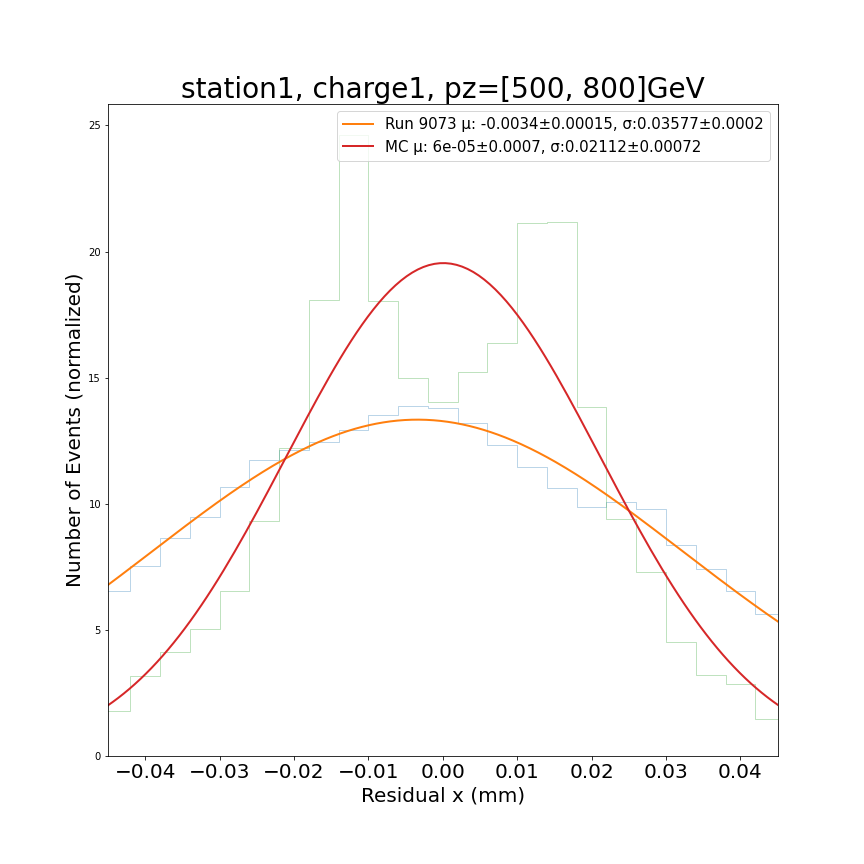 station1, charge1, pz=[500, 800]GeV
Run 9073 μ: -0.0034±0.00015, σ:0.03577±0.0002
MC μ: 6e-05±0.0007, σ:0.02112±0.00072
Number of Events (normalized)
25
20
15
10
5
0
−0.04 −0.03 −0.02 −0.01 0.00 0.01 0.02 0.03 0.04
Residual x (mm)